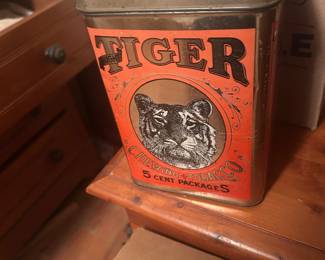 TIGER
CHEWING TOBACCO
5 CENT PACKAGES
E